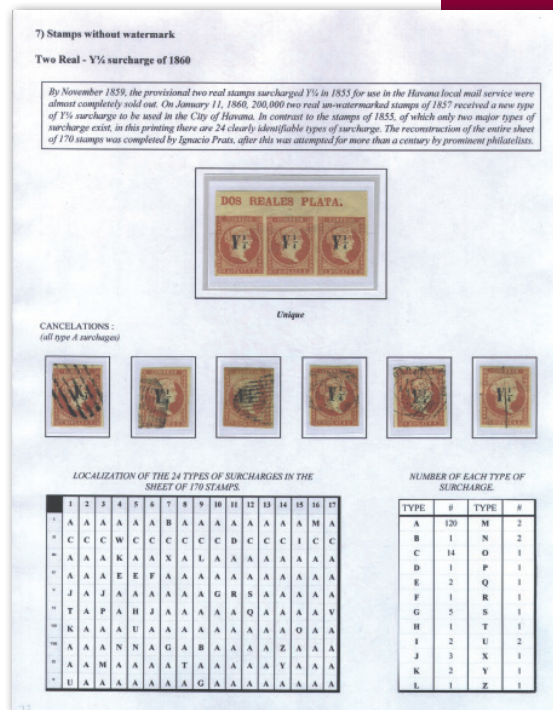 7) Stamps without watermark
Two Real - Y¼ surcharge of 1860
By November 1859, the provisional two real stamps surcharged Y¼ in 1855 for use in the Havana local mail service were
almost completely sold out. On January 11, 1860, 200,000 two real un-watermarked stamps of 1857 received a new type
of Y¼ surcharge to be used in the City of Havana. In contrast to the stamps of 1855, of which only two major types of
surcharge exist, in this printing there are 24 clearly identifiable types of surcharge. The reconstruction of the entire sheet
of 170 stamps was completed by Ignacio Prats, after this was attempted for more than a century by prominent philatelists.
DOS REALES PLATA.
Y¼ Y¼ Y¼
Unique
CANCELATIONS :
(all type A surchages)
LOCALIZATION OF THE 24 TYPES OF SURCHARGES IN THE
SHEET OF 170 STAMPS.
1 2 3 4 5 6 7 8 9 10 11 12 13 14 15 16 17
A A A A A A B A A A A A A A A M A
C C C W C C C C C C D C C C I C C
A A A K A A X A L A A A A A A A A
A A A E E F A A A A A A A A A A A
J A J A A A A A A G R S A A A A A
T A P A H J A A A A A Q A A A A V
K A A A U A A A A A A A A A O A A
A A A N N A G A B A A A A Z A A A
A A M A A A A T A A A A A Y A A A
U A A A A A A A G A A A A A A A A
NUMBER OF EACH TYPE OF
SURCHARGE.
TYPE # TYPE #
A 120 M 2
B 1 N 2
C 14 O 1
D 1 P 1
E 2 Q 1
F 1 R 1
G 5 S 1
H 1 T 1
I 2 U 2
J 3 X 1
K 2 Y 1
L 1 Z 1